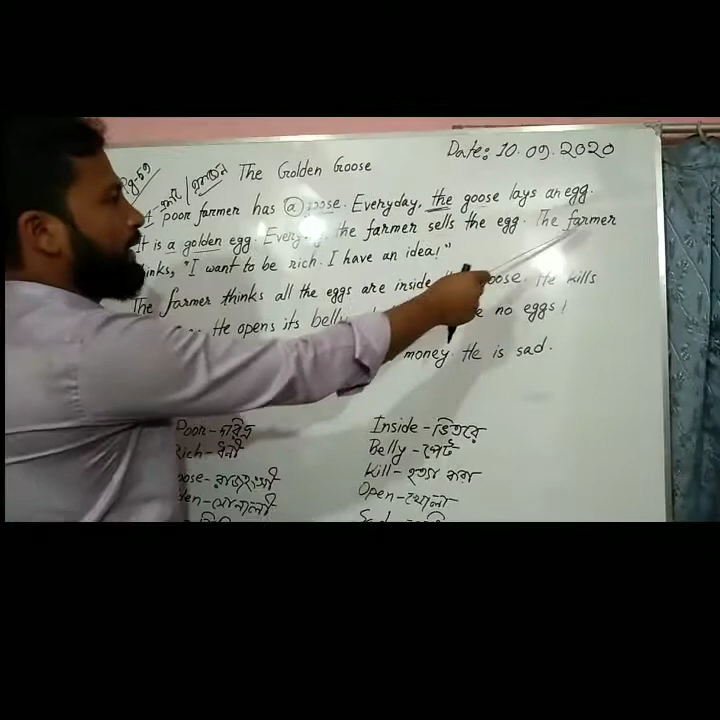 Date: 10.09.2020
The Golden Goose
A poor farmer has a goose. Everyday, the goose lays an egg.
It is a golden egg. the farmer sells the egg. The farmer
"I want to be rich. I have an idea!"
The farmer thinks all the eggs are inside goose. He kills
He opens its belly no eggs!
money. He is sad.
Poor-দরিদ্র
Rich-ধনী
রাজহংসী
সোনালী
Inside-ভিতরে
Belly-পেট
Kill-হত্যা করা
Open-খোলা